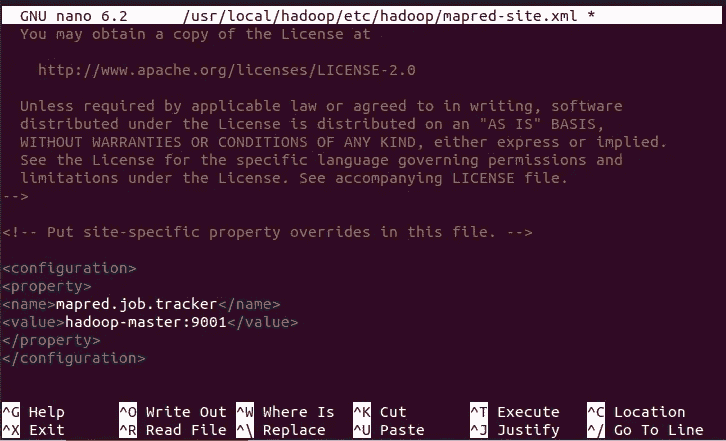 GNU nano 6.2 /usr/local/hadoop/etc/hadoop/mapred-site.xml *
You may obtain a copy of the License at
http://www.apache.org/licenses/LICENSE-2.0
Unless required by applicable law or agreed to in writing, software
distributed under the License is distributed on an "AS IS" BASIS,
WITHOUT WARRANTIES OR CONDITIONS OF ANY KIND, either express or implied.
See the License for the specific language governing permissions and
limitations under the License. See accompanying LICENSE file.
-->
<!-- Put site-specific property overrides in this file. -->
<configuration>
<property>
<name>mapred.job.tracker</name>
<value>hadoop-master:9001</value>
</property>
</configuration>
^G Help ^O Write Out ^W Where Is ^K Cut ^T Execute ^C Location
^X Exit ^R Read File ^\ Replace ^U Paste ^J Justify ^/ Go To Line